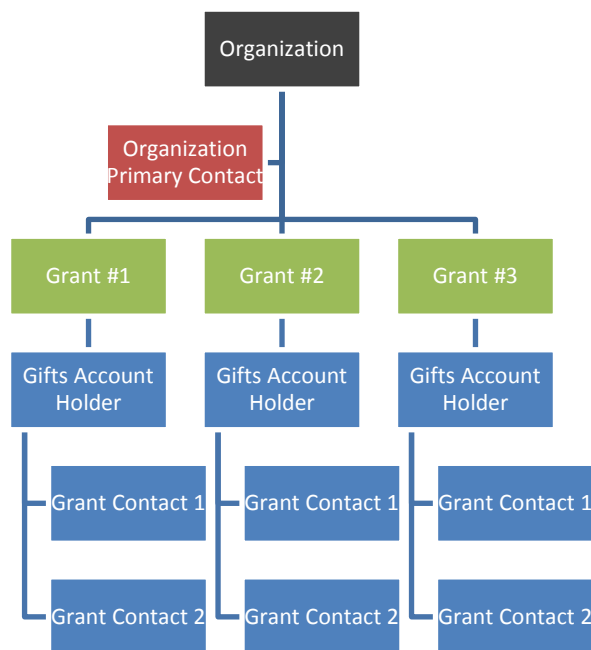 Organization
Organization
Primary Contact
Grant #1
Grant #2
Grant #3
Gifts Account
Holder
Gifts Account
Holder
Gifts Account
Holder
Grant Contact 1
Grant Contact 1
Grant Contact 1
Grant Contact 2
Grant Contact 2
Grant Contact 2